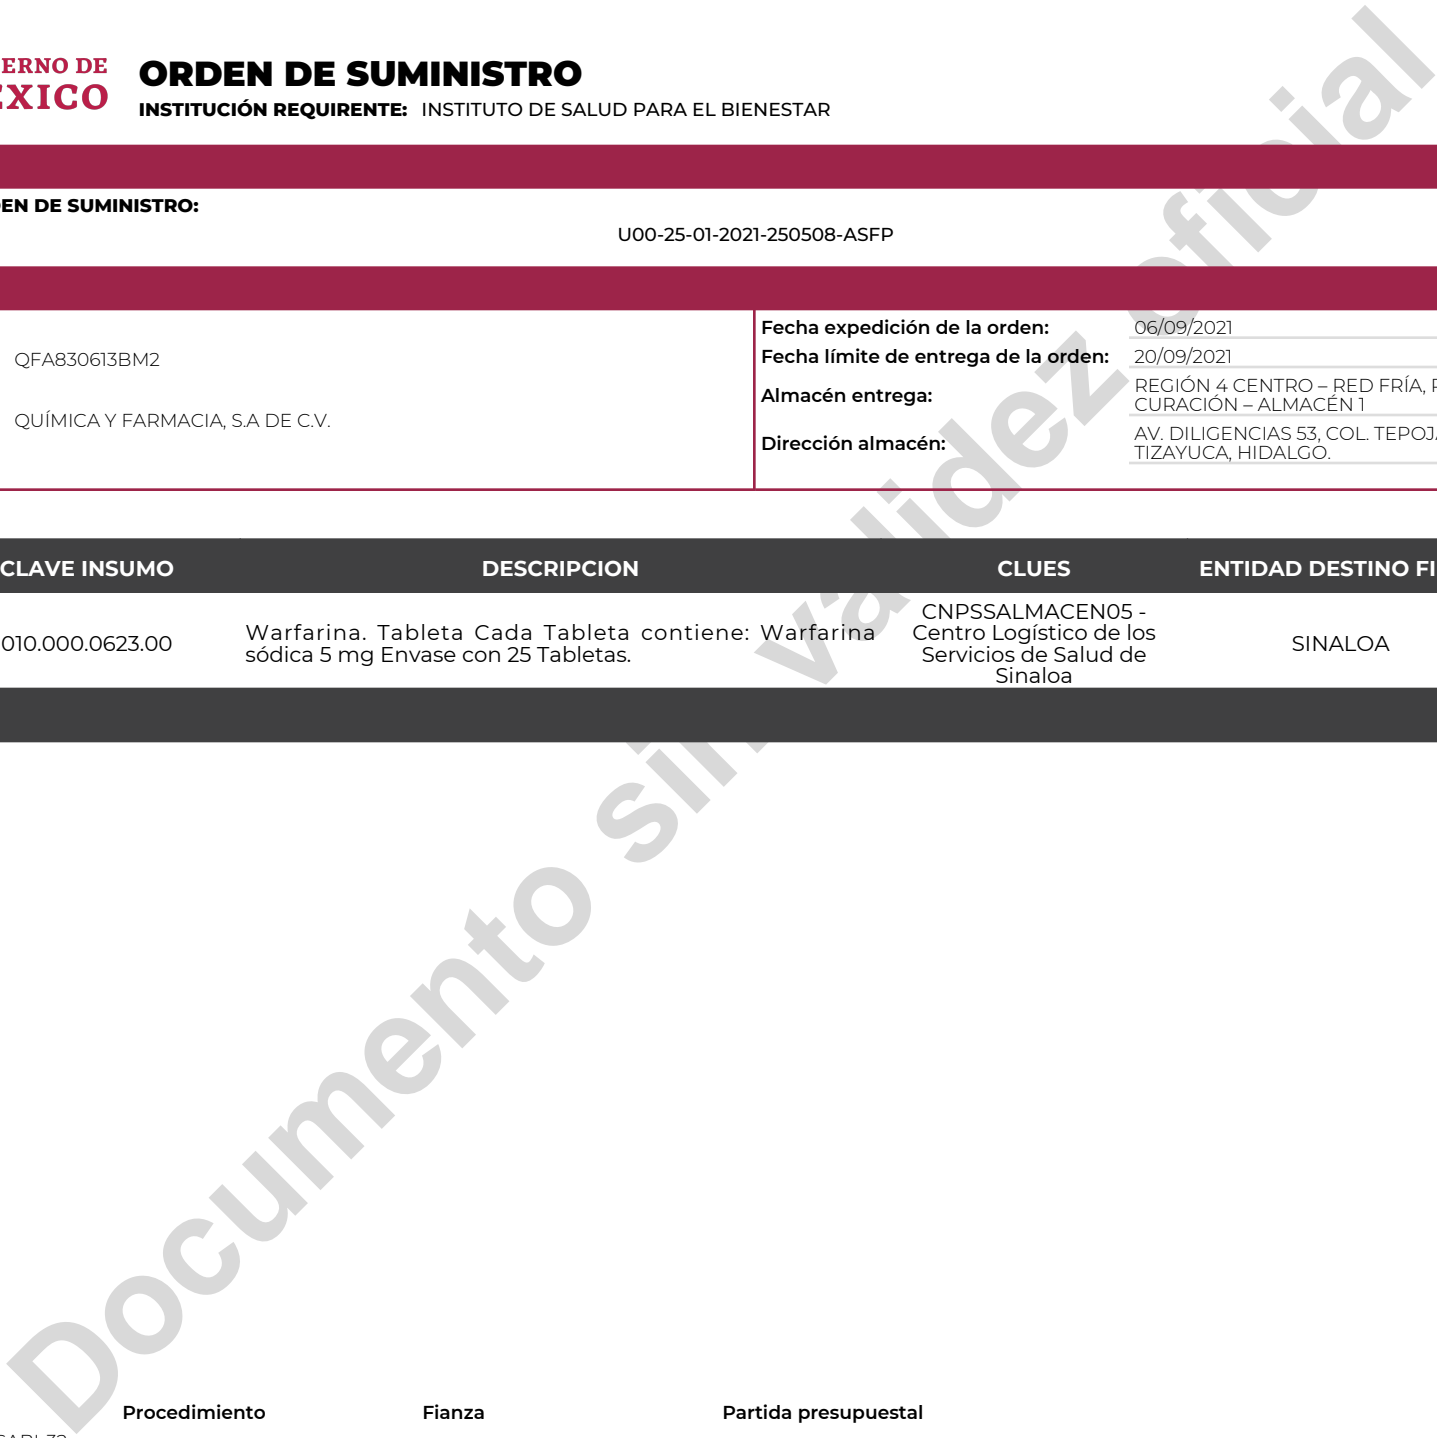 ERNO DE
ÉXICO
ORDEN DE SUMINISTRO
INSTITUCIÓN REQUIRENTE: INSTITUTO DE SALUD PARA EL BIENESTAR
EN DE SUMINISTRO:
U00-25-01-2021-250508-ASFP
QFA830613BM2
QUÍMICA Y FARMACIA, S.A DE C.V.
Fecha expedición de la orden: 06/09/2021
Fecha límite de entrega de la orden: 20/09/2021
Almacén entrega: REGIÓN 4 CENTRO – RED FRÍA,
CURACIÓN – ALMACÉN 1
Dirección almacén: AV. DILIGENCIAS 53, COL. TEPOJ
TIZAYUCA, HIDALGO.
CLAVE INSUMO DESCRIPCION CLUES ENTIDAD DESTINO FI
010.000.0623.00
Warfarina. Tableta Cada Tableta contiene: Warfarina
sódica 5 mg Envase con 25 Tabletas.
CNPSSALMACEN05 -
Centro Logístico de los
Servicios de Salud de
Sinaloa
SINALOA
Documento sin validez oficial
Procedimiento Fianza Partida presupuestal